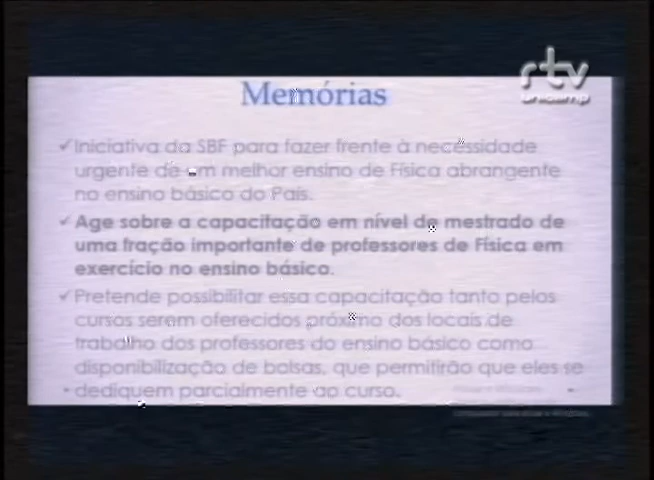 rtv
unicamp
Memórias
✓Iniciativa da SBF para fazer frente à necessidade
urgente de um melhor ensino de Física abrangente
no ensino básico do País.
✓Age sobre a capacitação em nível de mestrado de
uma fração importante de professores de Física em
exercício no ensino básico.
✓Pretende possibilitar essa capacitação tanto pelos
cursos serem oferecidos próximo dos locais de
trabalho dos professores do ensino básico como
disponibilização de bolsas, que permitirão que eles se
dediquem parcialmente ao curso.